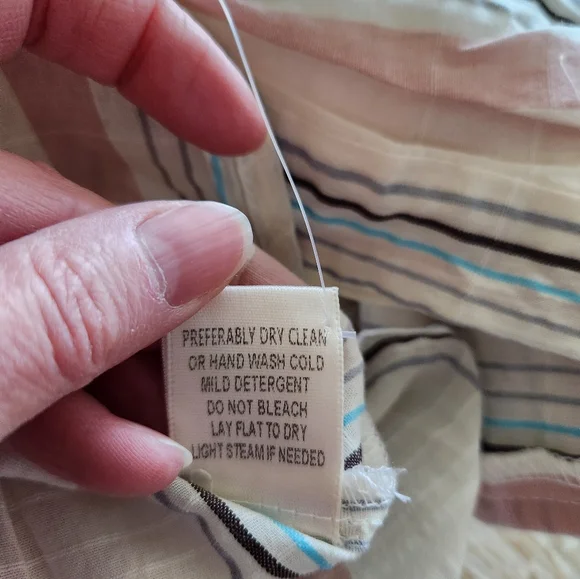 PREFERABLY DRY CLEAN
OR HAND WASH COLD
MILD DETERGENT
DO NOT BLEACH
LAY FLAT TO DRY
LIGHT STEAM IF NEEDED